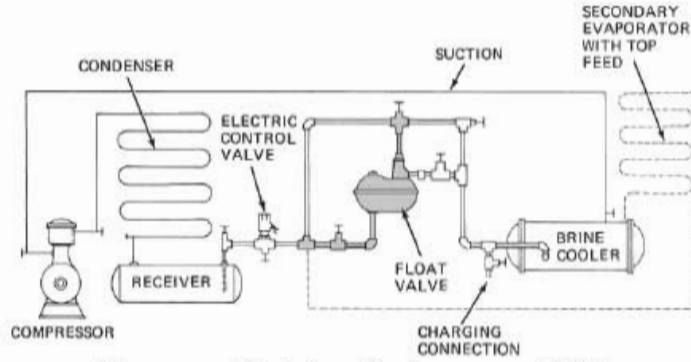 SECONDARY
EVAPORATOR
WITH TOP
FEED
CONDENSER
SUCTION
ELECTRIC
CONTROL
VALVE
RECEIVER
FLOAT
VALVE
BRINE
COOLER
COMPRESSOR
CHARGING
CONNECTION